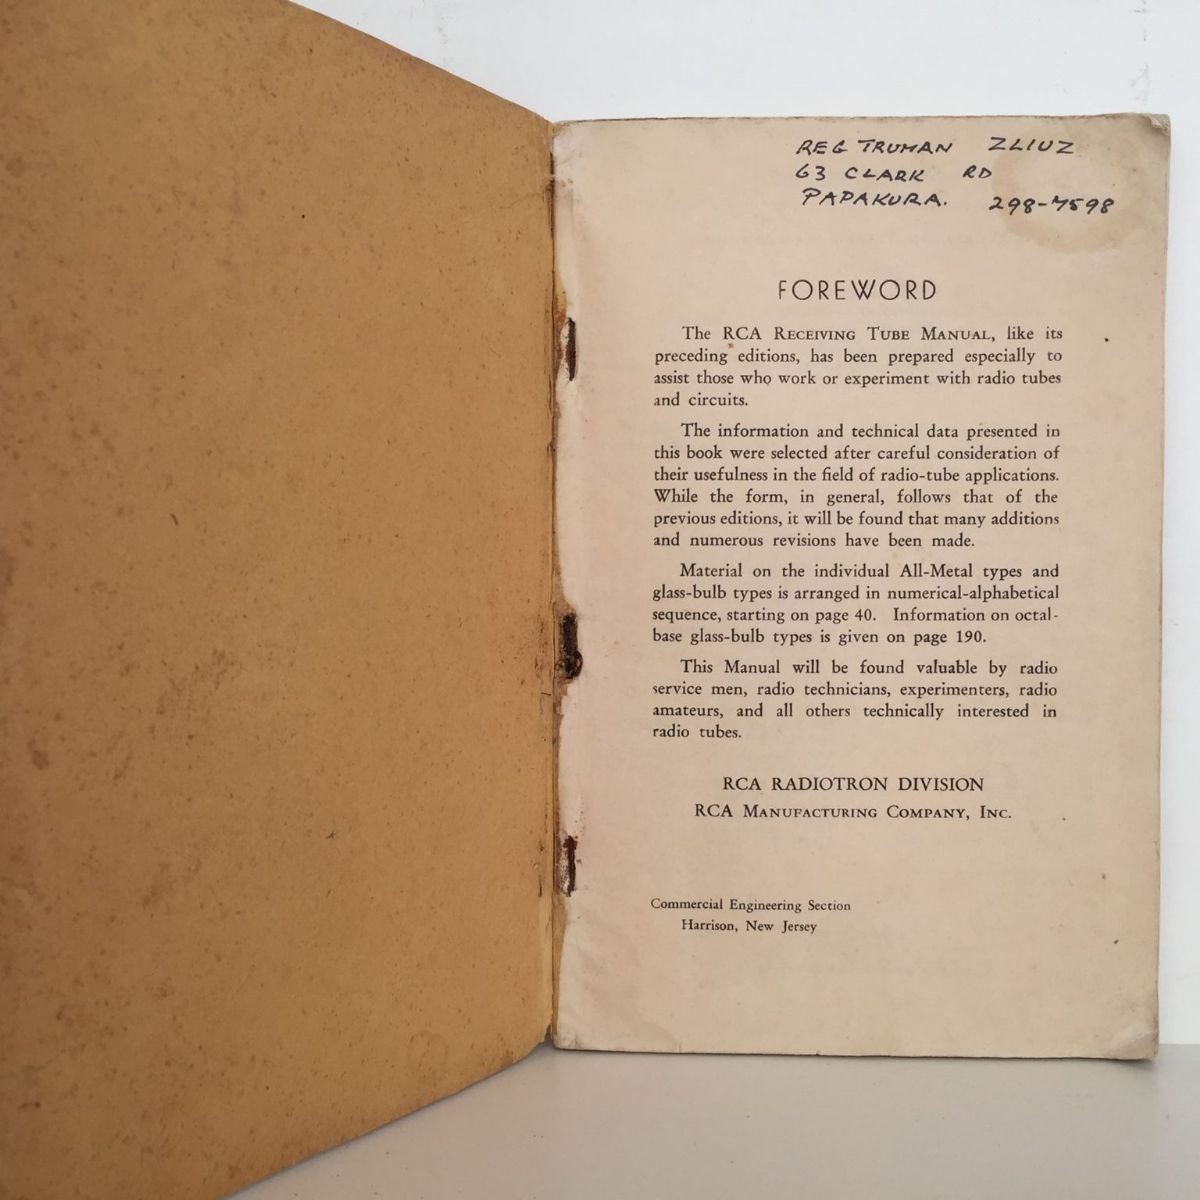 REG TRUMAN ZL1UZ
63 CLARK RD
PAPAKURA. 298-7598
FOREWORD
The RCA RECEIVING TUBE MANUAL, like its
preceding editions, has been prepared especially to
assist those who work or experiment with radio tubes
and circuits.
The information and technical data presented in
this book were selected after careful consideration of
their usefulness in the field of radio-tube applications.
While the form, in general, follows that of the
previous editions, it will be found that many additions
and numerous revisions have been made.
Material on the individual All-Metal types and
glass-bulb types is arranged in numerical-alphabetical
sequence, starting on page 40. Information on octal-
base glass-bulb types is given on page 190.
This Manual will be found valuable by radio
service men, radio technicians, experimenters, radio
amateurs, and all others technically interested in
radio tubes.
RCA RADIOTRON DIVISION
RCA MANUFACTURING COMPANY, INC.
Commercial Engineering Section
Harrison, New Jersey